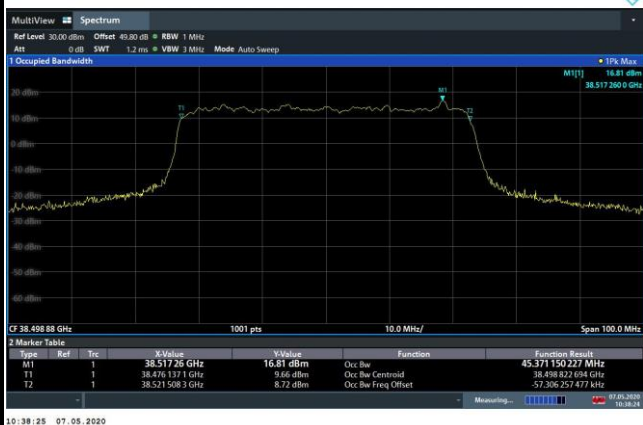 MultiView Spectrum
Ref Level 30.00 dBm Offset 49.80 dB RBW 1 MHz
Att 0 dB SWT 1.2 ms VBW 3 MHz Mode Auto Sweep
1 Occupied Bandwidth 1Pk Max
M1[1] 16.81 dBm
38.517 260 0 GHz
20 dBm
M1
T1 T2
10 dBm
0 dBm
-10 dBm
-20 dBm
-30 dBm
-40 dBm
-50 dBm
-60 dBm
CF 38.498 88 GHz 1001 pts 10.0 MHz/ Span 100.0 MHz
2 Marker Table
Type Ref Trc X-Value Y-Value Function Function Result
M1 1 38.517 26 GHz 16.81 dBm Occ Bw 45.371 150 227 MHz
T1 1 38.476 137 1 GHz 9.66 dBm Occ Bw Centroid 38.498 822 694 GHz
T2 1 38.521 508 3 GHz 8.72 dBm Occ Bw Freq Offset -57.306 257 477 kHz
Measuring... 07.05.2020
10:38:24
10:38:25 07.05.2020